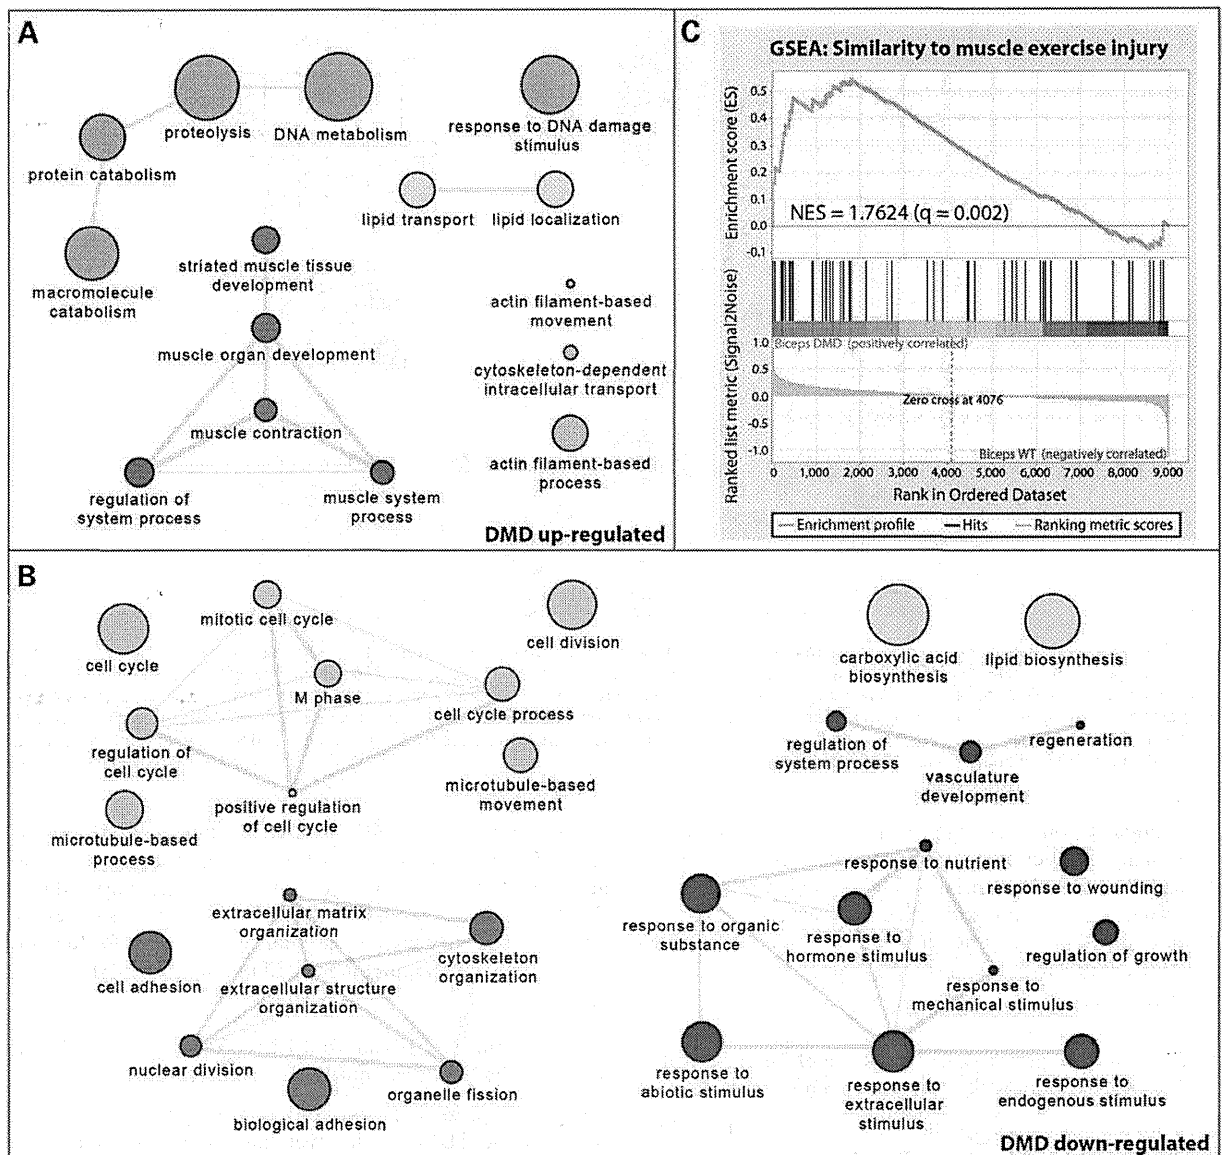 A
proteolysis
DNA metabolism
response to DNA damage
stimulus
protein catabolism
lipid transport
lipid localization
striated muscle tissue
development
macromolecule
catabolism
actin filament-based
movement
muscle organ development
cytoskeleton-dependent
intracellular transport
muscle contraction
actin filament-based
process
regulation of
system process
muscle system
process
DMD up-regulated
C
GSEA: Similarity to muscle exercise injury
Enrichment score (ES)
0.5
0.4
0.3
0.2
0.1
0.0
-0.1
NES = 1.7624 (q = 0.002)
Ranked list metric (Signal2Noise)
1.0
0.5
0.0
-0.5
-1.0
Biceps DMD (positively correlated)
Zero cross at 4076
Biceps WT (negatively correlated)
0 1,000 2,000 3,000 4,000 5,000 6,000 7,000 8,000 9,000
Rank in Ordered Dataset
Enrichment profile Hits Ranking metric scores
B
mitotic cell cycle
cell cycle
cell division
M phase
cell cycle process
regulation of
cell cycle
microtubule-based
movement
positive regulation
of cell cycle
microtubule-based
process
carboxylic acid
biosynthesis
lipid biosynthesis
regulation of
system process
regeneration
vasculature
development
extracellular matrix
organization
cytoskeleton
organization
cell adhesion
extracellular structure
organization
nuclear division
organelle fission
biological adhesion
response to nutrient
response to wounding
response to organic
substance
response to
hormone stimulus
regulation of growth
response to
mechanical stimulus
response to
abiotic stimulus
response to
extracellular
stimulus
response to
endogenous stimulus
DMD down-regulated